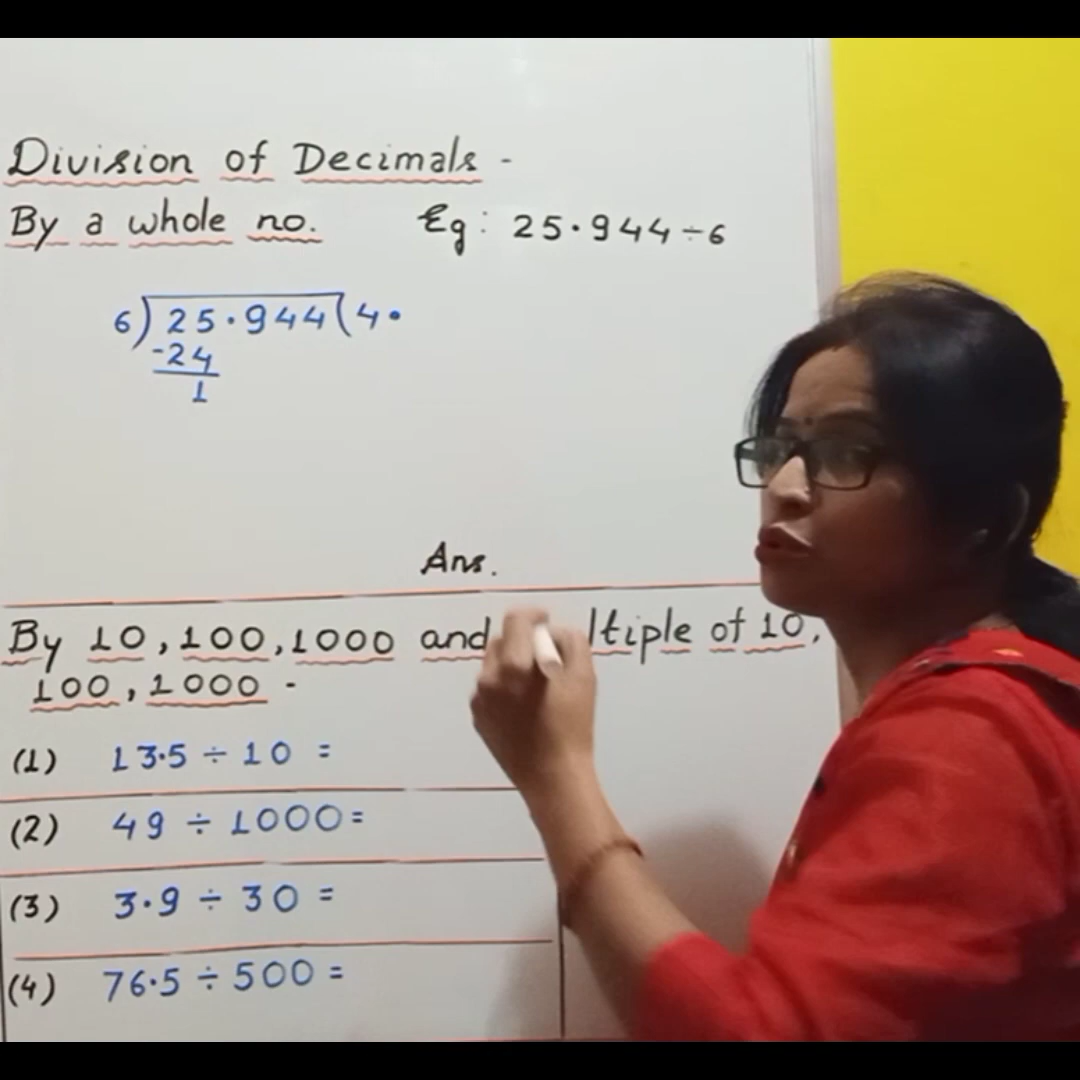 Division of Decimals -
By a whole no. Eg: 25.944÷6
6)25.944(4.
-24
1
Ans.
By 10, 100, 1000 and ltiple of 10,
100, 1000 -
(1) 13.5 ÷ 10 =
(2) 49 ÷ 1000 =
(3) 3.9 ÷ 30 =
(4) 76.5 ÷ 500 =